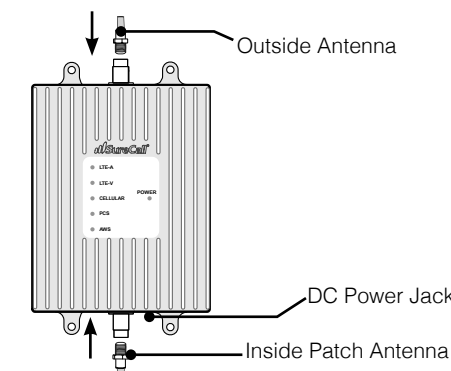 Outside Antenna
SureCall
LTE-A
LTE-V
POWER
CELLULAR
PCS
AWS
DC Power Jack
Inside Patch Antenna